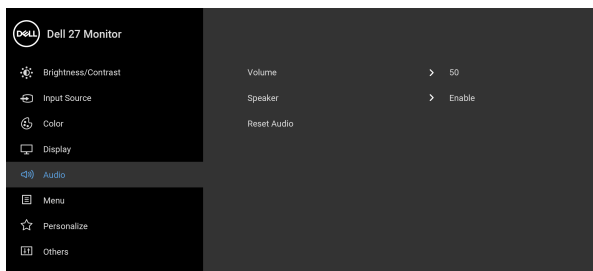 DELL Dell 27 Monitor
Brightness/Contrast
Input Source
Color
Display
Audio
Menu
Personalize
Others
Volume > 50
Speaker > Enable
Reset Audio